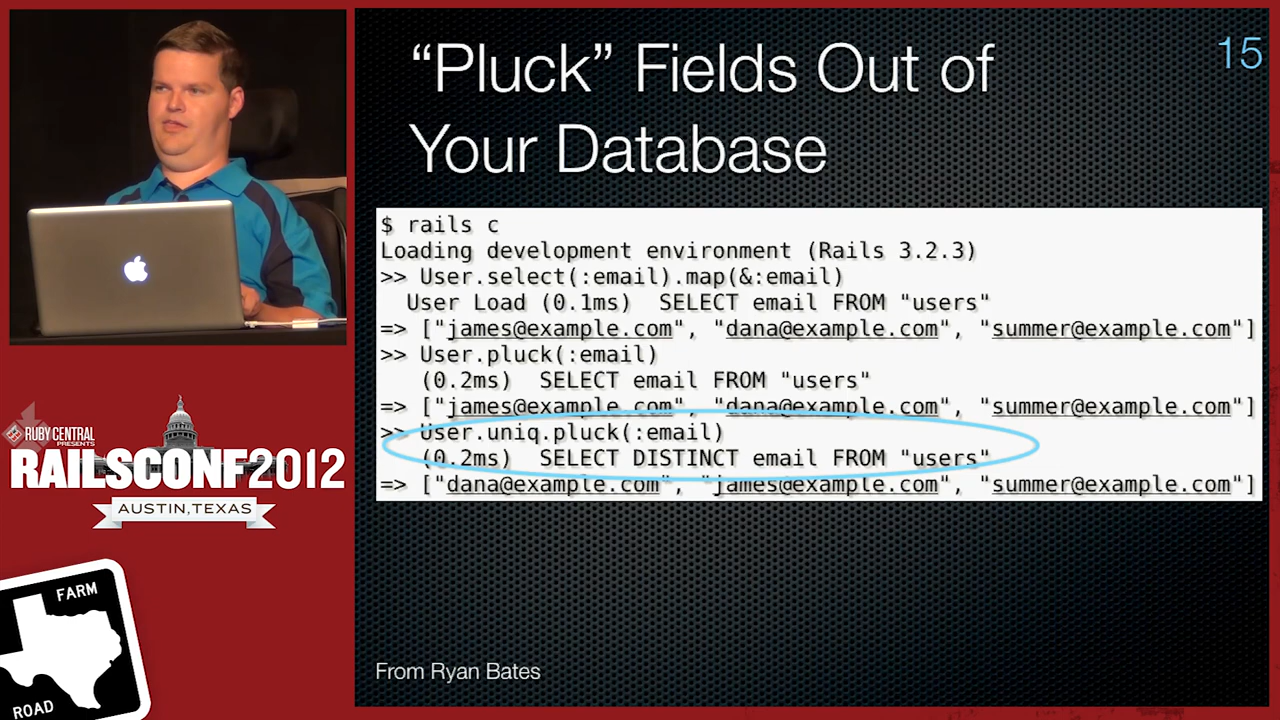 “Pluck” Fields Out of
Your Database
15
$ rails c
Loading development environment (Rails 3.2.3)
>> User.select(:email).map(&:email)
User Load (0.1ms)  SELECT email FROM "users"
=> ["james@example.com", "dana@example.com", "summer@example.com"]
>> User.pluck(:email)
(0.2ms)  SELECT email FROM "users"
=> ["james@example.com", "dana@example.com", "summer@example.com"]
>> User.uniq.pluck(:email)
(0.2ms)  SELECT DISTINCT email FROM "users"
=> ["dana@example.com", "james@example.com", "summer@example.com"]
From Ryan Bates
RUBY CENTRAL
PRESENTS
RAILSCONF2012
AUSTIN,TEXAS
FARM
ROAD